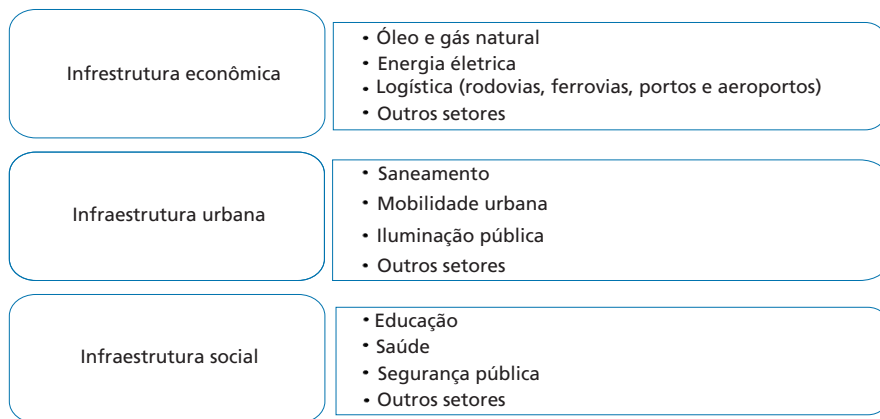 Infrestrutura econômica
• Óleo e gás natural
• Energia életrica
• Logística (rodovias, ferrovias, portos e aeroportos)
• Outros setores
Infraestrutura urbana
• Saneamento
• Mobilidade urbana
• Iluminação pública
• Outros setores
Infraestrutura social
• Educação
• Saúde
• Segurança pública
• Outros setores